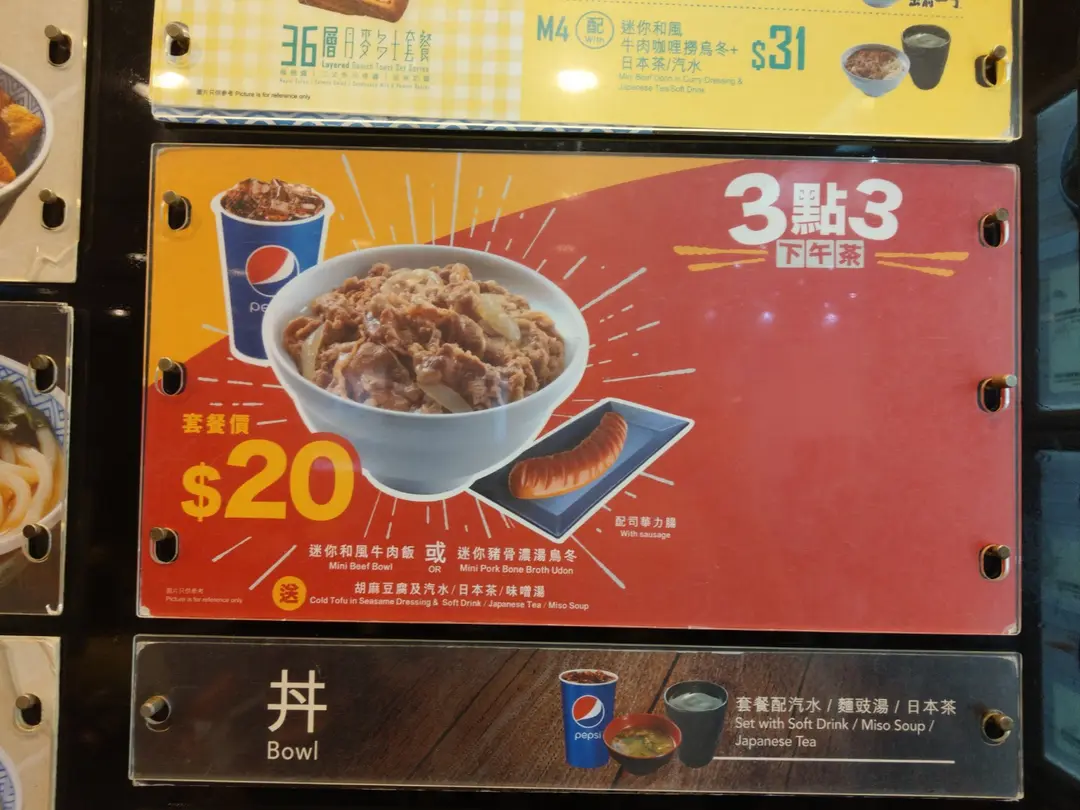 36層月麥多士套餐
Layered Sauce Toast Set Series
圖片只供參考 Picture is for reference only
M4
配
With
迷你和風
牛肉咖喱撈烏冬+
日本茶/汽水
Mini Beef Udon in Curry Dressing &
Japanese Tea/Soft Drink
$31
3點3
下午茶
pepsi
套餐價
$20
配司華力腸
With sausage
迷你和風牛肉飯
Mini Beef Bowl
或
OR
迷你豬骨濃湯烏冬
Mini Pork Bone Broth Udon
送
胡麻豆腐及汽水/日本茶/味噌湯
Cold Tofu in Seasame Dressing & Soft Drink / Japanese Tea / Miso Soup
圖片只供參考
Picture is for reference only
丼
Bowl
pepsi
套餐配汽水 / 麵豉湯 / 日本茶
Set with Soft Drink / Miso Soup /
Japanese Tea